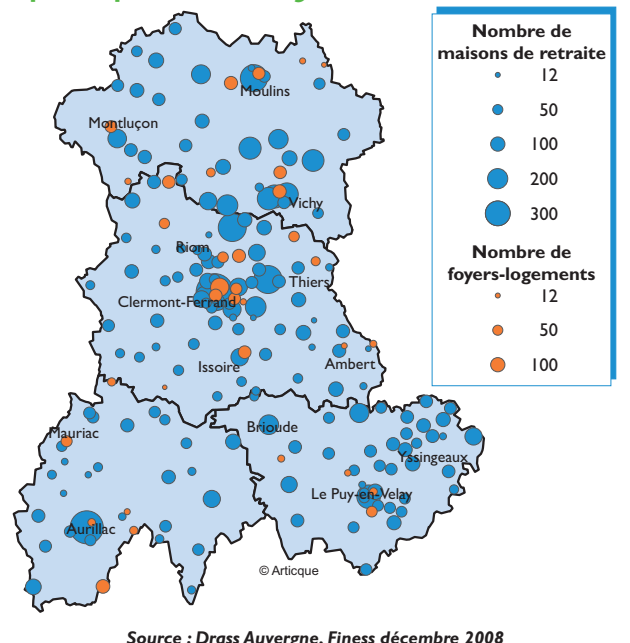 Nombre de
maisons de retraite
12
50
100
200
300
Nombre de
foyers-logements
12
50
100
Moulins
Montluçon
Vichy
Riom
Thiers
Clermont-Ferrand
Issoire
Ambert
Mauriac
Brioude
Yssingeaux
Le Puy-en-Velay
Aurillac
© Articque
Source : Drass Auvergne, Finess décembre 2008